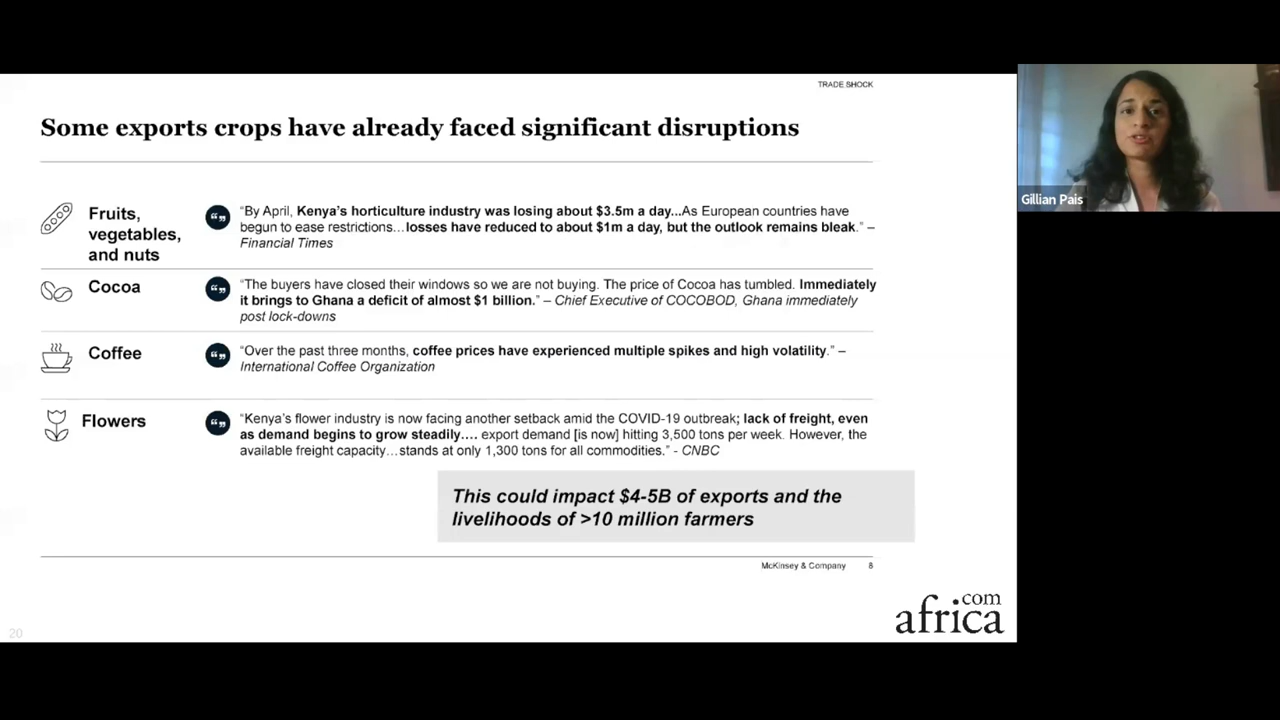 TRADE SHOCK
Some exports crops have already faced significant disruptions
Gillian Pais
Fruits,
vegetables,
and nuts
“By April, Kenya’s horticulture industry was losing about $3.5m a day...As European countries have
begun to ease restrictions…losses have reduced to about $1m a day, but the outlook remains bleak.” –
Financial Times
Cocoa
“The buyers have closed their windows so we are not buying. The price of Cocoa has tumbled. Immediately
it brings to Ghana a deficit of almost $1 billion.” – Chief Executive of COCOBOD, Ghana immediately
post lock-downs
Coffee
“Over the past three months, coffee prices have experienced multiple spikes and high volatility.” –
International Coffee Organization
Flowers
“Kenya’s flower industry is now facing another setback amid the COVID-19 outbreak; lack of freight, even
as demand begins to grow steadily…. export demand [is now] hitting 3,500 tons per week. However, the
available freight capacity…stands at only 1,300 tons for all commodities.” - CNBC
This could impact $4-5B of exports and the
livelihoods of >10 million farmers
McKinsey & Company 8
.com
africa
20